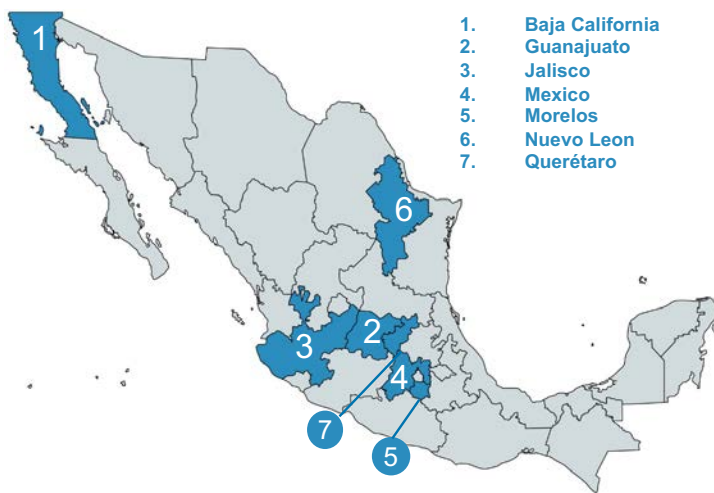 1. Baja California
2. Guanajuato
3. Jalisco
4. Mexico
5. Morelos
6. Nuevo Leon
7. Querétaro
1
6
2
3
4
7
5